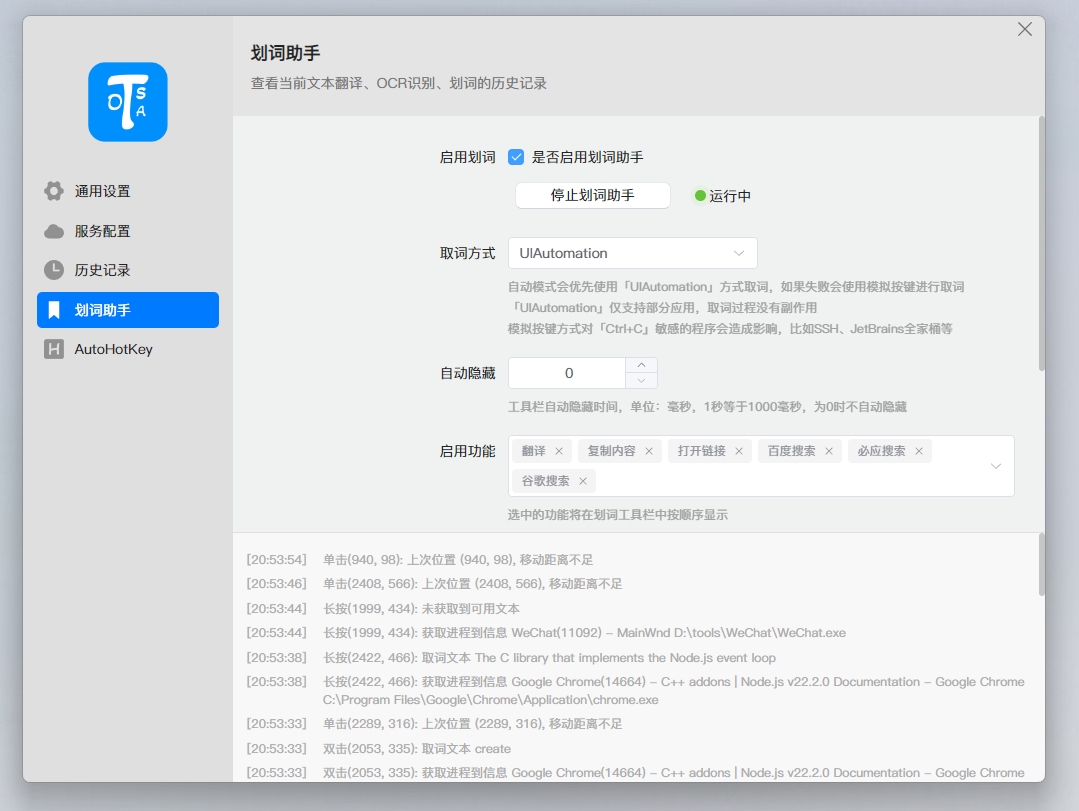 划词助手
查看当前文本翻译、OCR识别、划词的历史记录
OTSA
通用设置
服务配置
历史记录
划词助手
AutoHotKey
启用划词 是否启用划词助手
停止划词助手 运行中
取词方式 UIAutomation
自动模式会优先使用「UIAutomation」方式取词，如果失败会使用模拟按键进行取词
「UIAutomation」仅支持部分应用，取词过程没有副作用
模拟按键方式对「Ctrl+C」敏感的程序会造成影响，比如SSH、JetBrains全家桶等
自动隐藏 0
工具栏自动隐藏时间，单位：毫秒，1秒等于1000毫秒，为0时不自动隐藏
启用功能 翻译 复制内容 打开链接 百度搜索 必应搜索
谷歌搜索
选中的功能将在划词工具栏中按顺序显示
[20:53:54] 单击(940, 98): 上次位置 (940, 98), 移动距离不足
[20:53:46] 单击(2408, 566): 上次位置 (2408, 566), 移动距离不足
[20:53:44] 长按(1999, 434): 未获取到可用文本
[20:53:44] 长按(1999, 434): 获取进程到信息 WeChat(11092) - MainWnd D:\tools\WeChat\WeChat.exe
[20:53:38] 长按(2422, 466): 取词文本 The C library that implements the Node.js event loop
[20:53:38] 长按(2422, 466): 获取进程到信息 Google Chrome(14664) - C++ addons | Node.js v22.2.0 Documentation - Google Chrome
C:\Program Files\Google\Chrome\Application\chrome.exe
[20:53:33] 单击(2289, 316): 上次位置 (2289, 316), 移动距离不足
[20:53:33] 双击(2053, 335): 取词文本 create
[20:53:33] 双击(2053, 335): 获取进程到信息 Google Chrome(14664) - C++ addons | Node.js v22.2.0 Documentation - Google Chrome